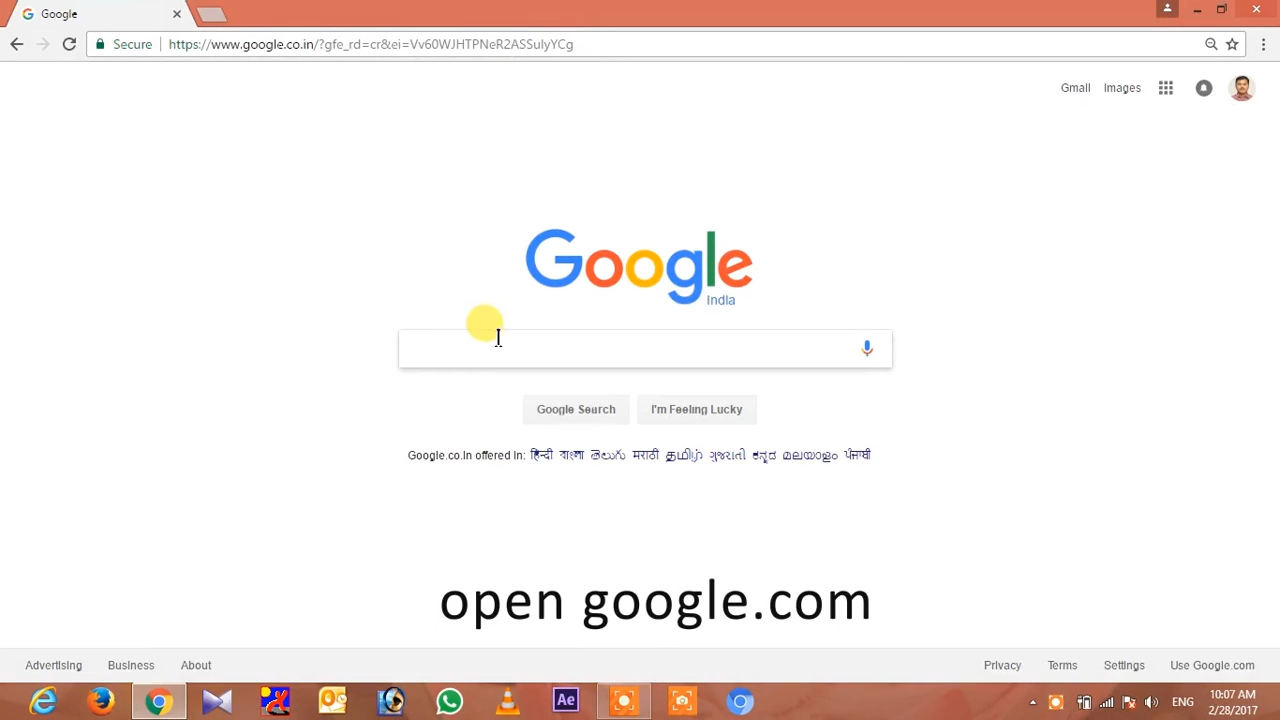 Google
Secure https://www.google.co.in/?gfe_rd=cr&ei=Vv60WJHTPNeR2ASSulyYCg
Gmail Images
Google
India
Google Search I'm Feeling Lucky
Google.co.in offered in: हिन्दी বাংলা తెలుగు मराठी தமிழ் ગુજરાતી ಕನ್ನಡ മലയാളം ਪੰਜਾਬੀ
open google.com
Advertising Business About Privacy Terms Settings Use Google.com
Ae ENG 10:07 AM
2/28/2017